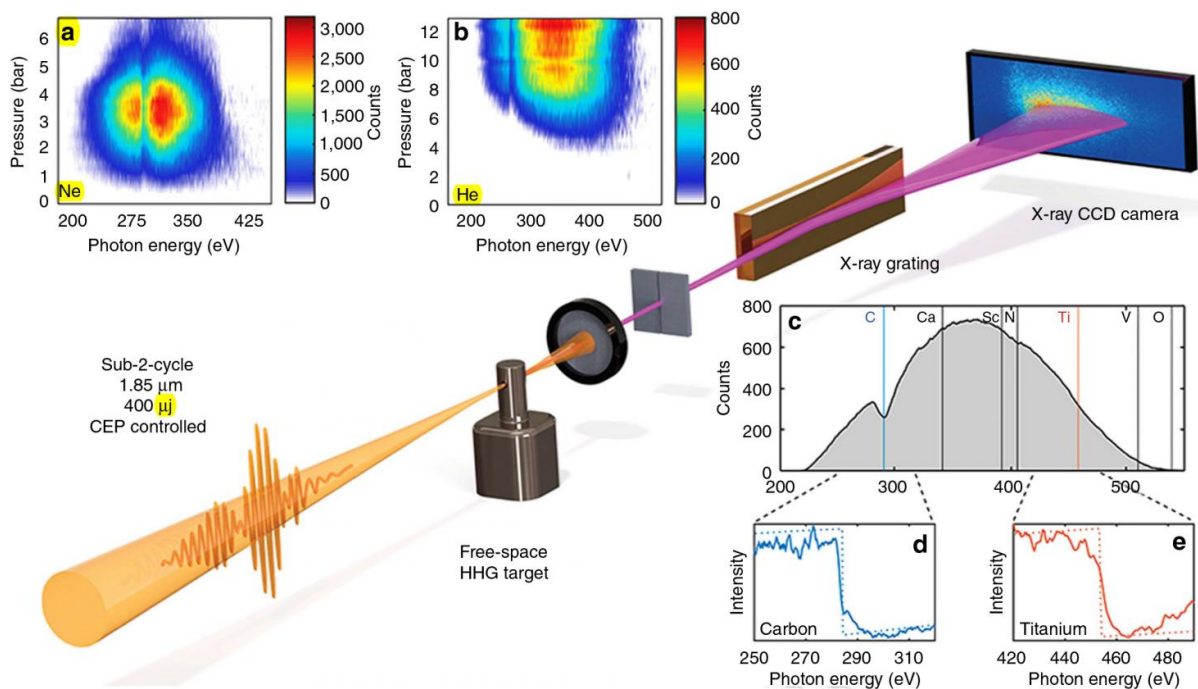 a
6
5
4
3
2
1
0
Pressure (bar)
Ne
200 275 350 425
Photon energy (eV)
3,000
2,500
2,000
1,500
1,000
500
0
Counts
b
12
10
8
6
4
2
0
Pressure (bar)
He
200 300 400 500
Photon energy (eV)
800
600
400
200
0
Counts
X-ray CCD camera
X-ray grating
Sub-2-cycle
1.85 μm
400 μj
CEP controlled
Free-space
HHG target
c
800
600
400
200
0
Counts
C Ca Sc N Ti V O
200 300 400 500
d
Intensity
Carbon
250 270 290 310
Photon energy (eV)
e
Intensity
Titanium
420 440 460 480
Photon energy (eV)